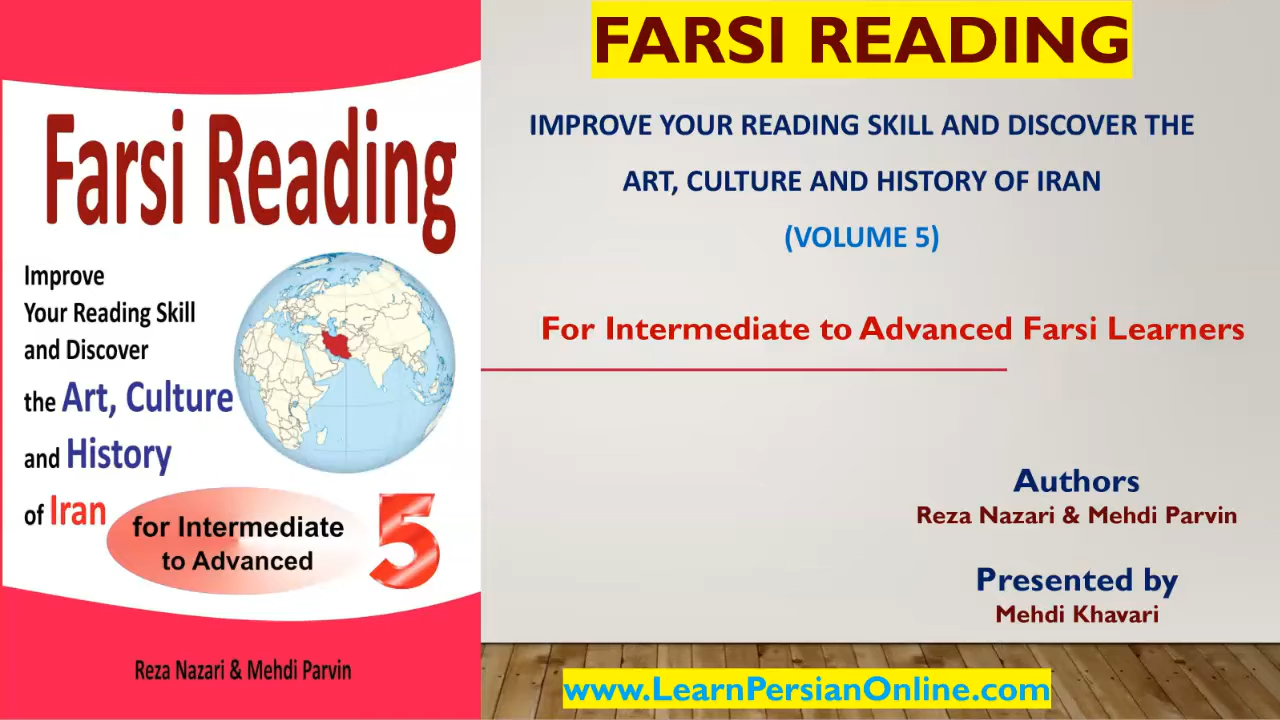 Farsi Reading
Improve
Your Reading Skill
and Discover
the Art, Culture
and History
of Iran
for Intermediate
to Advanced
5
Reza Nazari & Mehdi Parvin
FARSI READING
IMPROVE YOUR READING SKILL AND DISCOVER THE
ART, CULTURE AND HISTORY OF IRAN
(VOLUME 5)
For Intermediate to Advanced Farsi Learners
Authors
Reza Nazari & Mehdi Parvin
Presented by
Mehdi Khavari
www.LearnPersianOnline.com